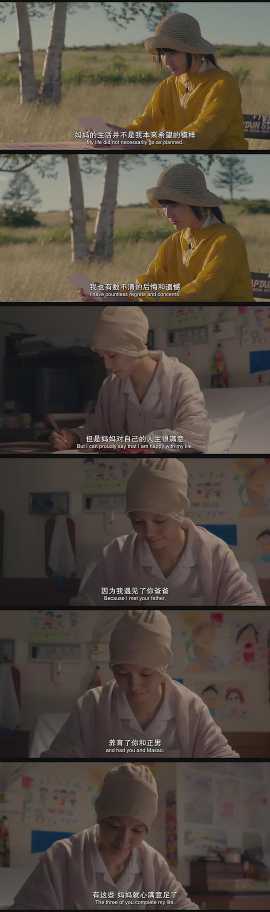 妈妈的生活并不是我本来希望的模样
My life did not necessarily go as planned.
我也有数不清的后悔和遗憾
I have countless regrets and concerns.
但是妈妈对自己的人生很满意
But I can proudly say that I am happy with my life.
因为我遇见了你爸爸
Because I met your father,
养育了你和正男
and had you and Masao.
有这些 妈妈就心满意足了
The three of you complete my life.